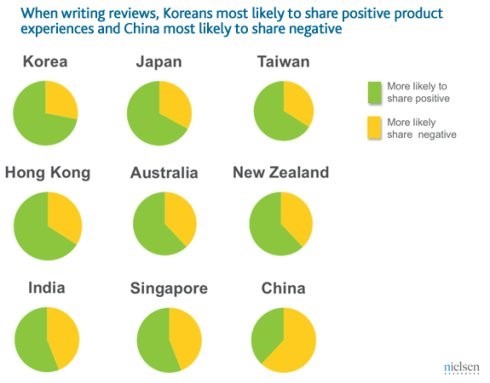 When writing reviews, Koreans most likely to share positive product
experiences and China most likely to share negative
Korea
Japan
Taiwan
More likely to
share positive
More likely
share negative
Hong Kong
Australia
New Zealand
India
Singapore
China
nielsen